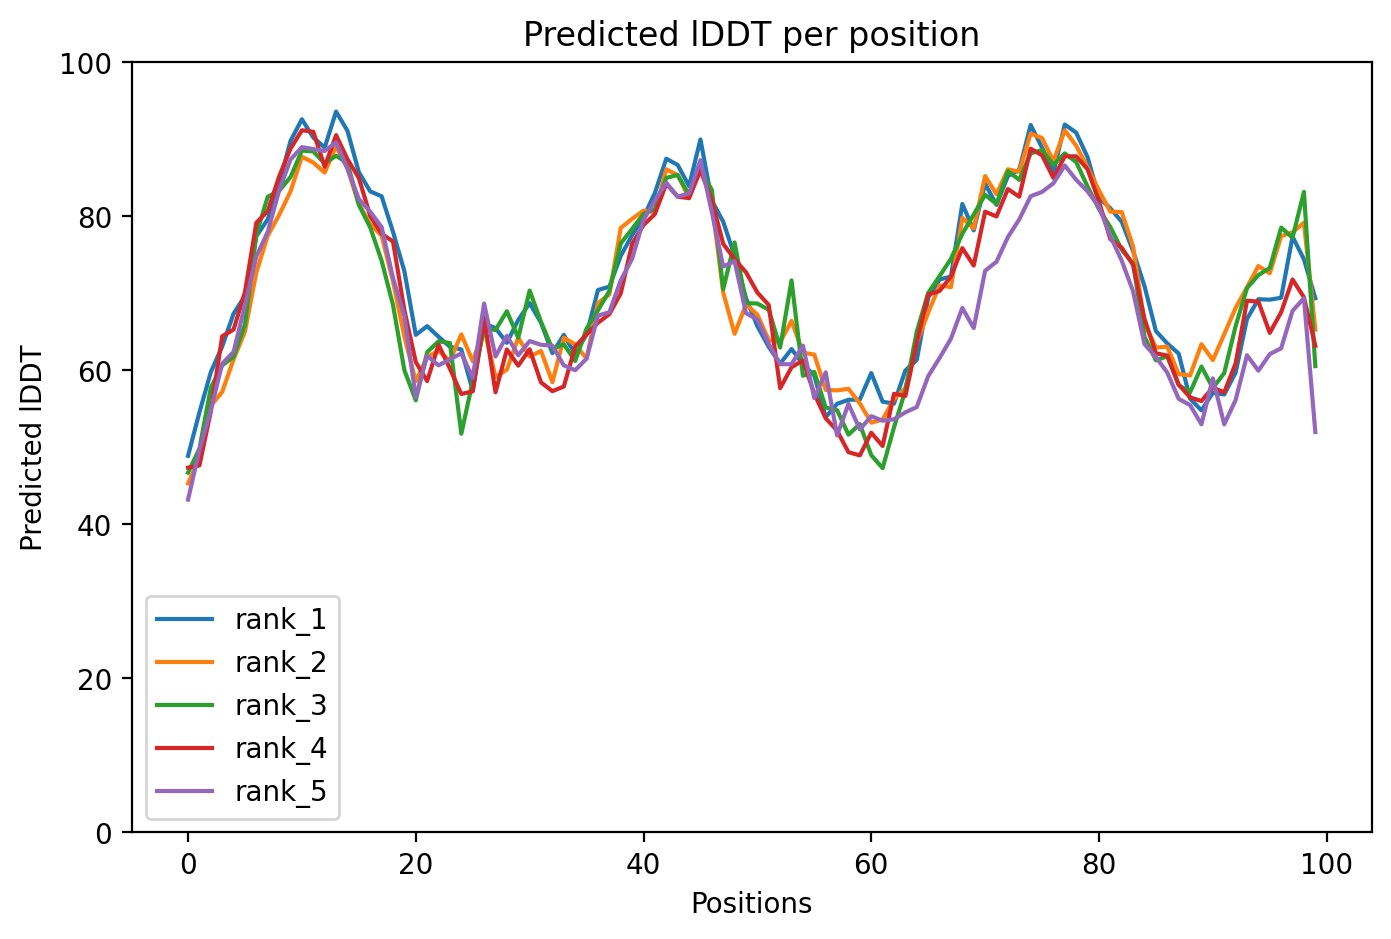 Predicted lDDT per position
100
80
60
40
20
0
Predicted lDDT
rank_1
rank_2
rank_3
rank_4
rank_5
0 20 40 60 80 100
Positions